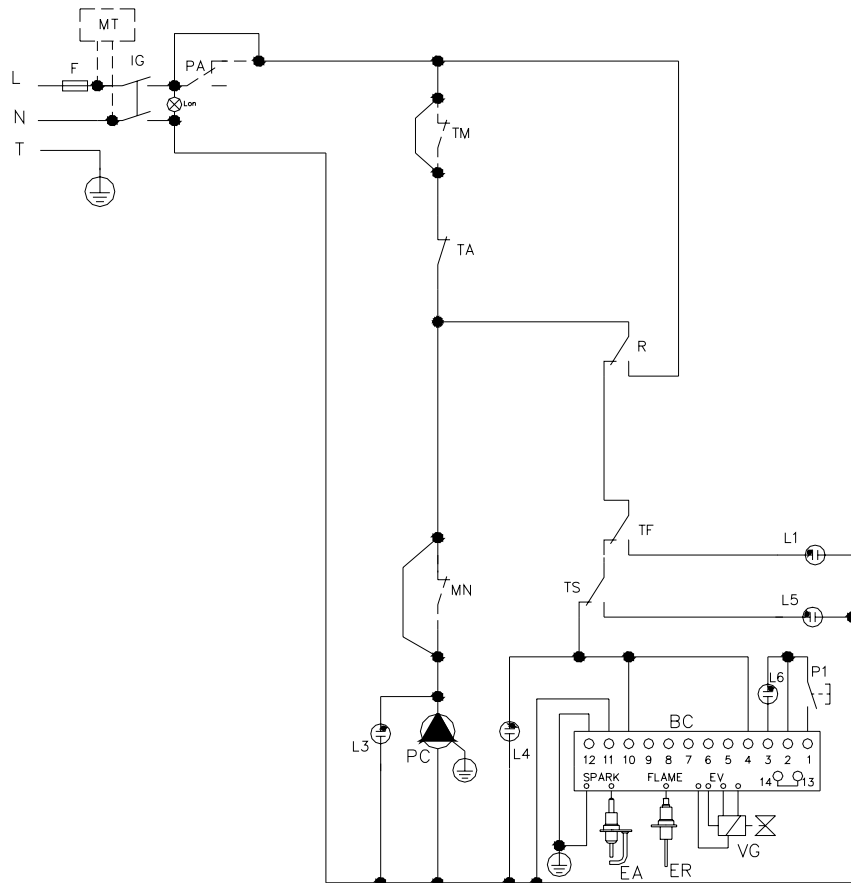 MT
F
IG
PA
L
Lon
N
TM
T
TA
R
TF
L1
TS
MN
L5
L6
P1
BC
L3
PC
L4
12 11 10 9 8 7 6 5 4 3 2 1
SPARK FLAME EV 14 13
EA ER VG